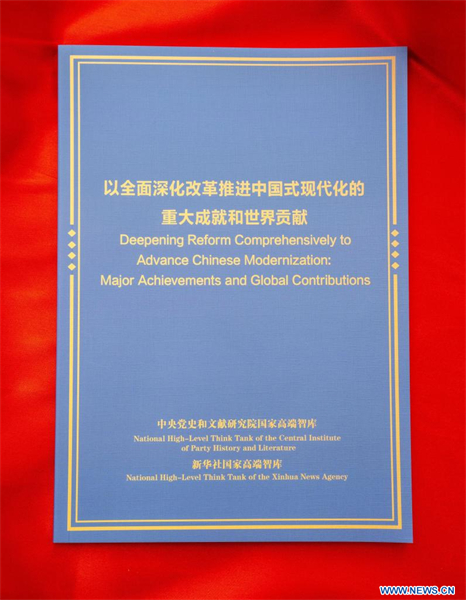 以全面深化改革推进中国式现代化的
重大成就和世界贡献
Deepening Reform Comprehensively to
Advance Chinese Modernization:
Major Achievements and Global Contributions
中央党史和文献研究院国家高端智库
National High-Level Think Tank of the Central Institute
of Party History and Literature
新华社国家高端智库
National High-Level Think Tank of the Xinhua News Agency
WWW.NEWS.CN